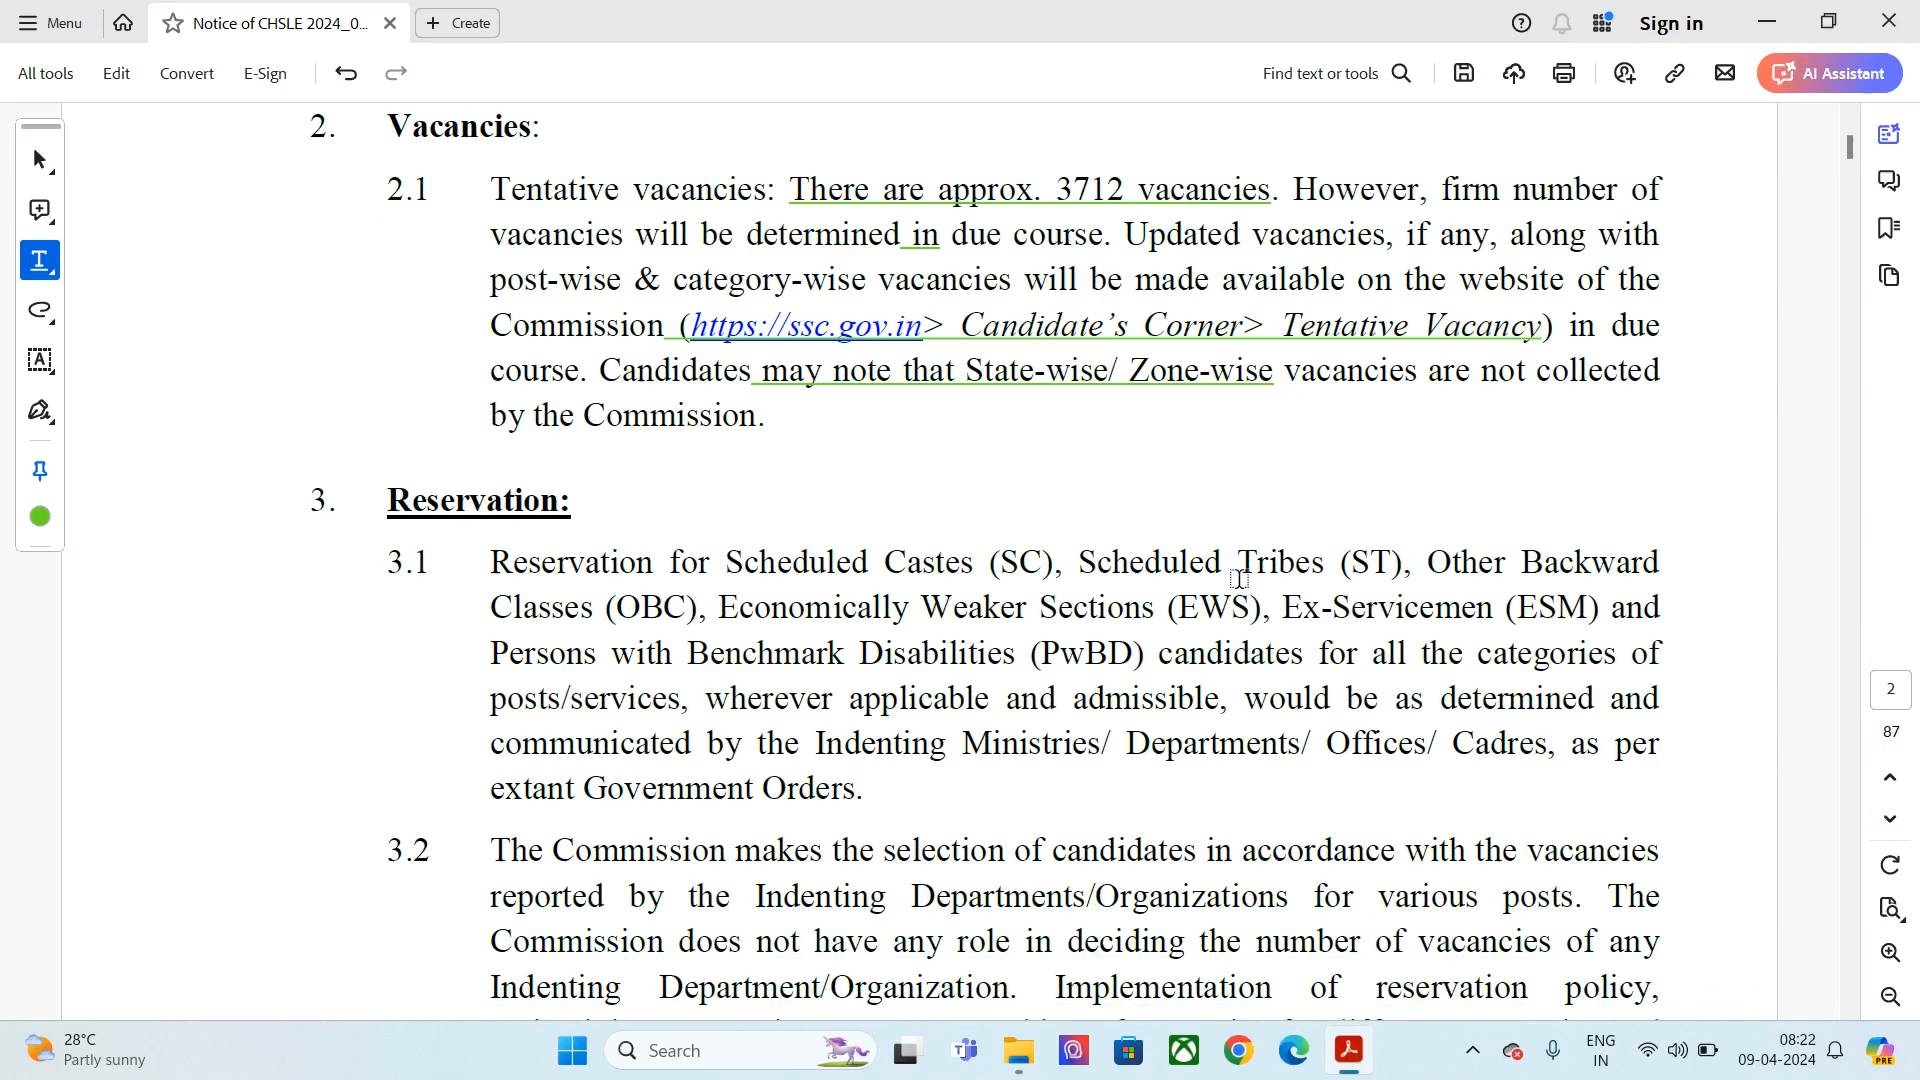 Menu
Notice of CHSLE 2024_0...
Create
Sign in
All tools
Edit
Convert
E-Sign
Find text or tools
AI Assistant
2. Vacancies:
2.1 Tentative vacancies: There are approx. 3712 vacancies. However, firm number of
vacancies will be determined in due course. Updated vacancies, if any, along with
post-wise & category-wise vacancies will be made available on the website of the
Commission (https://ssc.gov.in> Candidate’s Corner> Tentative Vacancy) in due
course. Candidates may note that State-wise/ Zone-wise vacancies are not collected
by the Commission.
3. Reservation:
3.1 Reservation for Scheduled Castes (SC), Scheduled Tribes (ST), Other Backward
Classes (OBC), Economically Weaker Sections (EWS), Ex-Servicemen (ESM) and
Persons with Benchmark Disabilities (PwBD) candidates for all the categories of
posts/services, wherever applicable and admissible, would be as determined and
communicated by the Indenting Ministries/ Departments/ Offices/ Cadres, as per
extant Government Orders.
3.2 The Commission makes the selection of candidates in accordance with the vacancies
reported by the Indenting Departments/Organizations for various posts. The
Commission does not have any role in deciding the number of vacancies of any
Indenting Department/Organization. Implementation of reservation policy,
2
87
28°C
Partly sunny
Search
ENG
IN
08:22
09-04-2024
PRE